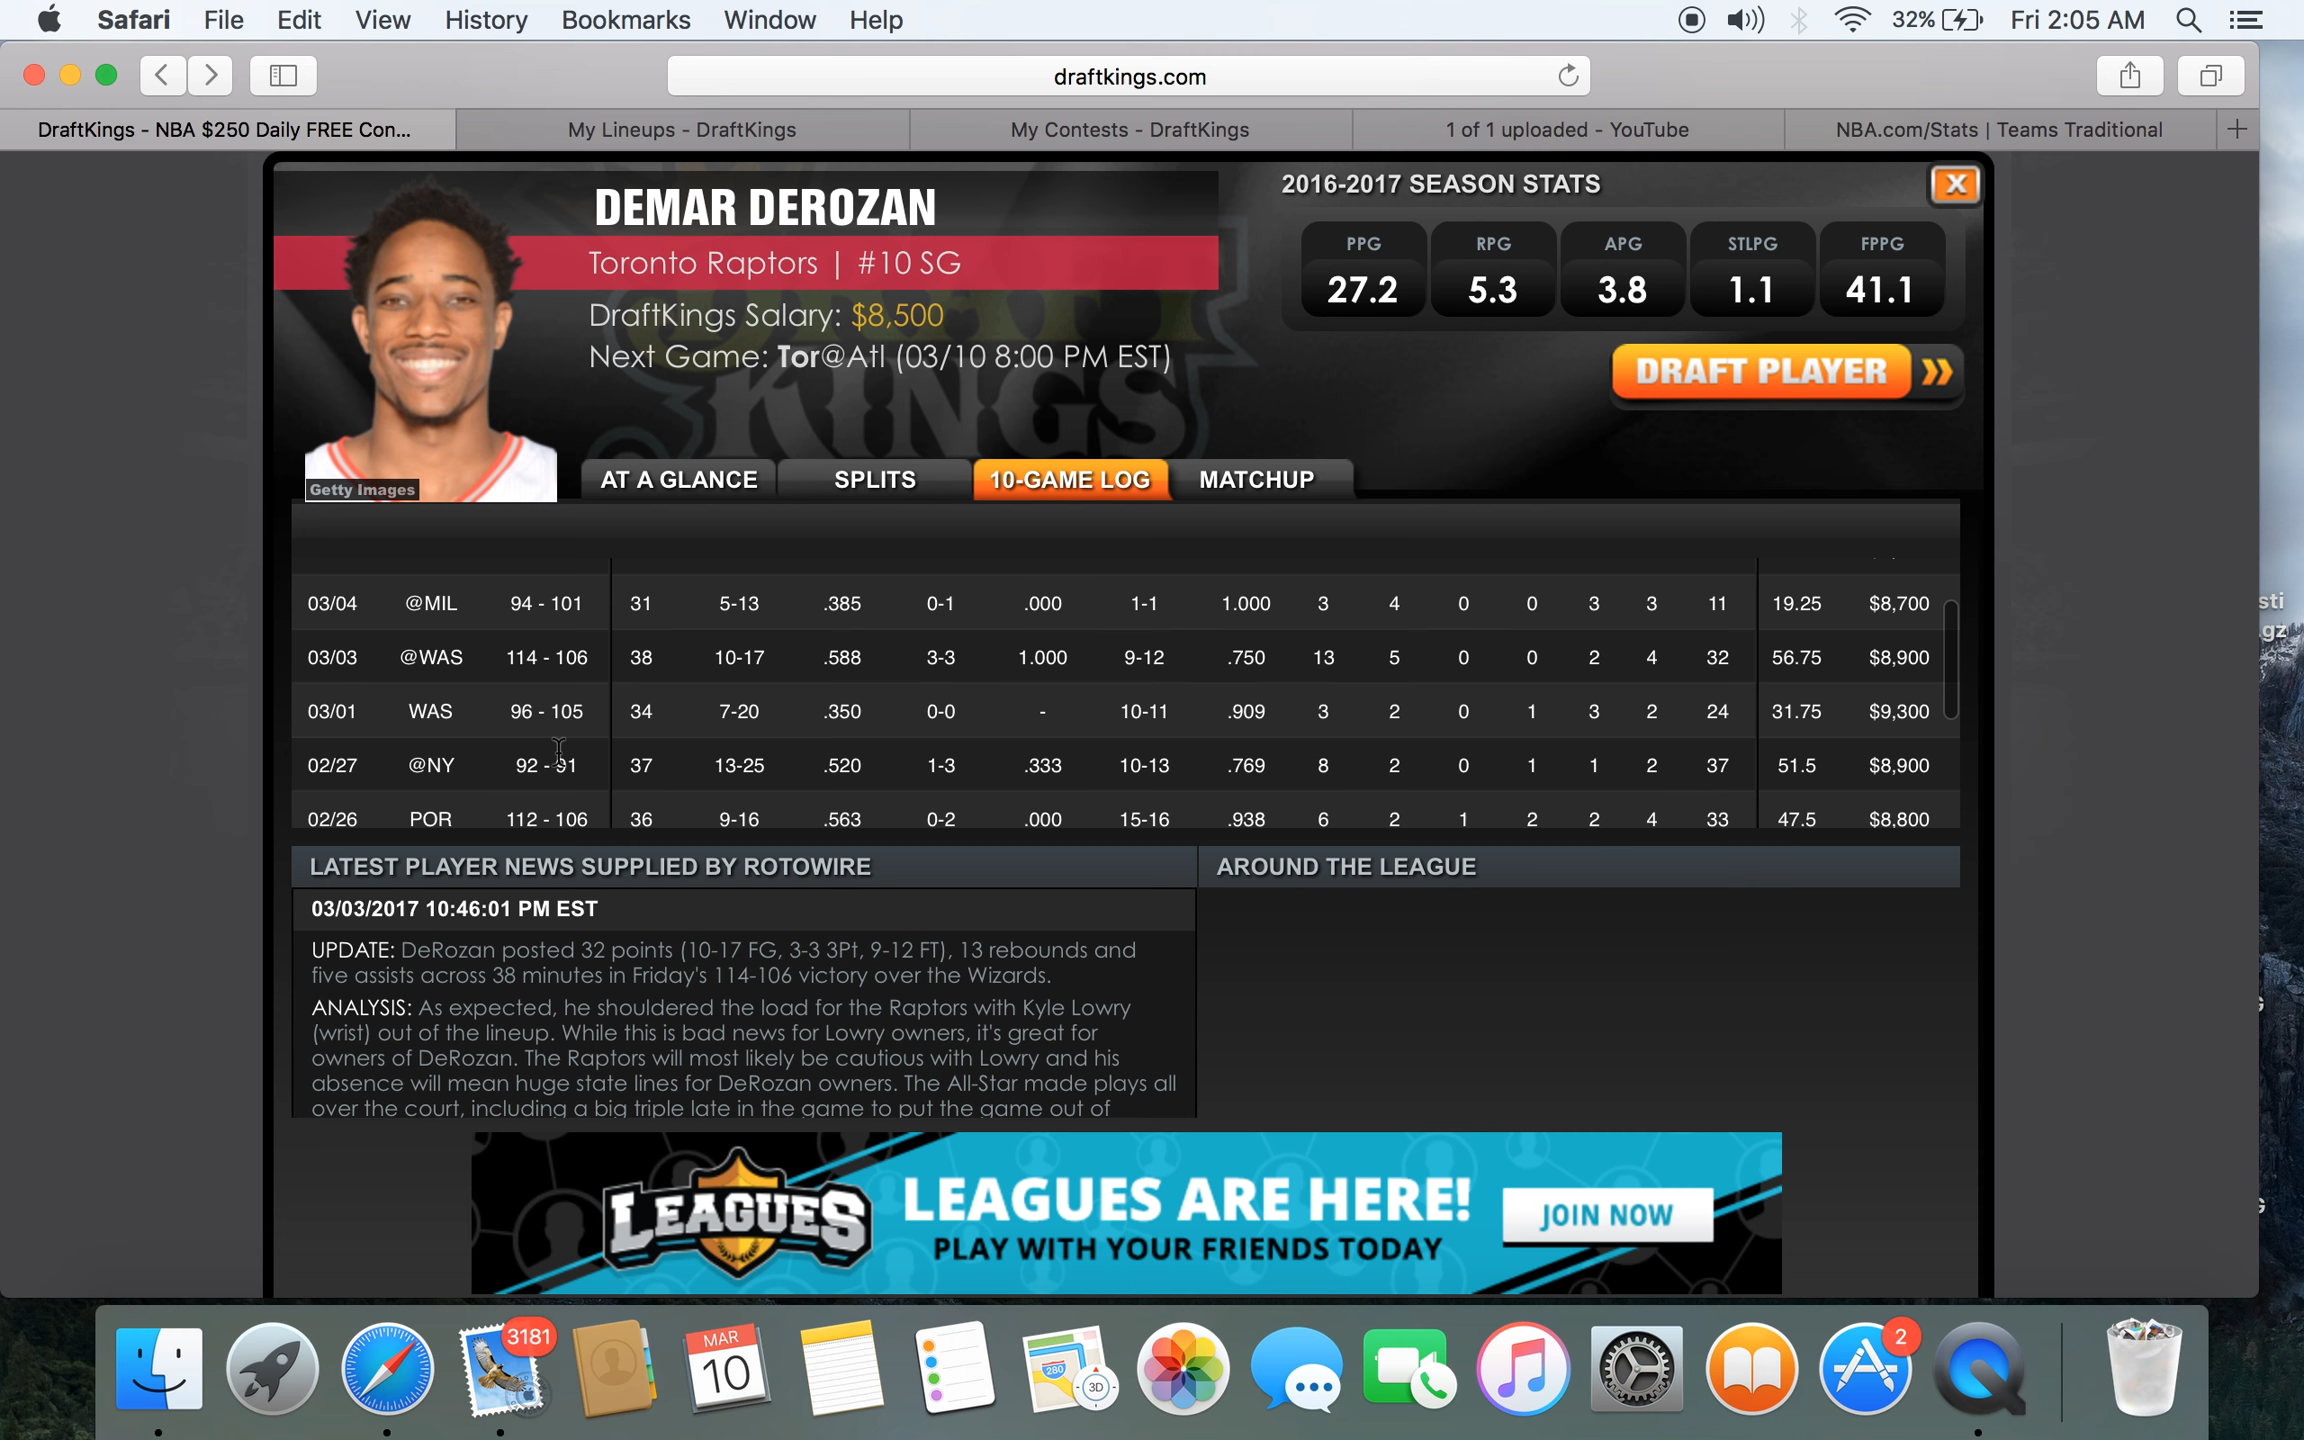 Safari File Edit View History Bookmarks Window Help 32% Fri 2:05 AM
draftkings.com
DraftKings - NBA $250 Daily FREE Con... My Lineups - DraftKings My Contests - DraftKings 1 of 1 uploaded - YouTube NBA.com/Stats | Teams Traditional
DEMAR DEROZAN
Toronto Raptors | #10 SG
DraftKings Salary: $8,500
Next Game: Tor@Atl (03/10 8:00 PM EST)
Getty Images
2016-2017 SEASON STATS
X
PPG RPG APG STLPG FPPG
27.2 5.3 3.8 1.1 41.1
DRAFT PLAYER
KINGS
AT A GLANCE SPLITS 10-GAME LOG MATCHUP
03/04 @MIL 94 - 101 31 5-13 .385 0-1 .000 1-1 1.000 3 4 0 0 3 3 11 19.25 $8,700
03/03 @WAS 114 - 106 38 10-17 .588 3-3 1.000 9-12 .750 13 5 0 0 2 4 32 56.75 $8,900
03/01 WAS 96 - 105 34 7-20 .350 0-0 - 10-11 .909 3 2 0 1 3 2 24 31.75 $9,300
02/27 @NY 92 - 91 37 13-25 .520 1-3 .333 10-13 .769 8 2 0 1 1 2 37 51.5 $8,900
02/26 POR 112 - 106 36 9-16 .563 0-2 .000 15-16 .938 6 2 1 2 2 4 33 47.5 $8,800
LATEST PLAYER NEWS SUPPLIED BY ROTOWIRE
AROUND THE LEAGUE
03/03/2017 10:46:01 PM EST
UPDATE: DeRozan posted 32 points (10-17 FG, 3-3 3Pt, 9-12 FT), 13 rebounds and
five assists across 38 minutes in Friday's 114-106 victory over the Wizards.
ANALYSIS: As expected, he shouldered the load for the Raptors with Kyle Lowry
(wrist) out of the lineup. While this is bad news for Lowry owners, it's great for
owners of DeRozan. The Raptors will most likely be cautious with Lowry and his
absence will mean huge state lines for DeRozan owners. The All-Star made plays all
over the court, including a big triple late in the game to put the game out of
LEAGUES
LEAGUES ARE HERE!
PLAY WITH YOUR FRIENDS TODAY
JOIN NOW
sti
.gz
3181
MAR
10
280
3D
2